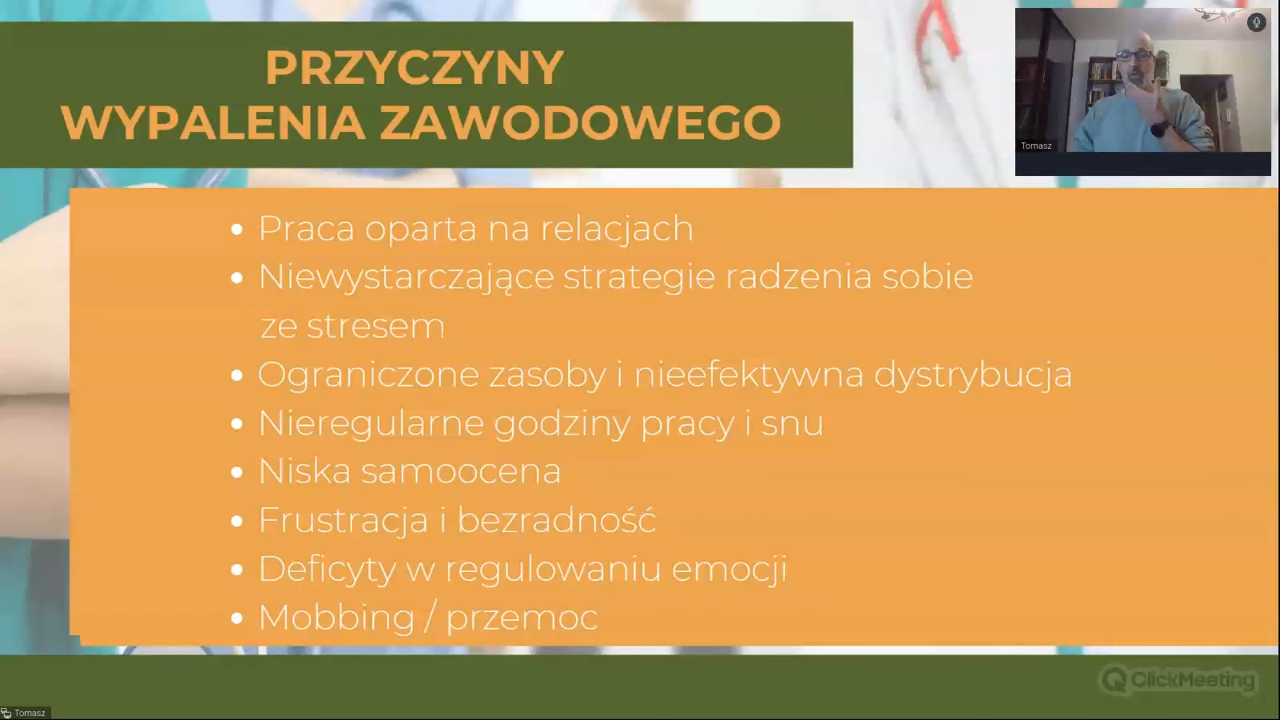 PRZYCZYNY
WYPALENIA ZAWODOWEGO
Tomasz
• Praca oparta na relacjach
• Niewystarczające strategie radzenia sobie
ze stresem
• Ograniczone zasoby i nieefektywna dystrybucja
• Nieregularne godziny pracy i snu
• Niska samoocena
• Frustracja i bezradność
• Deficyty w regulowaniu emocji
• Mobbing / przemoc
ClickMeeting
Tomasz